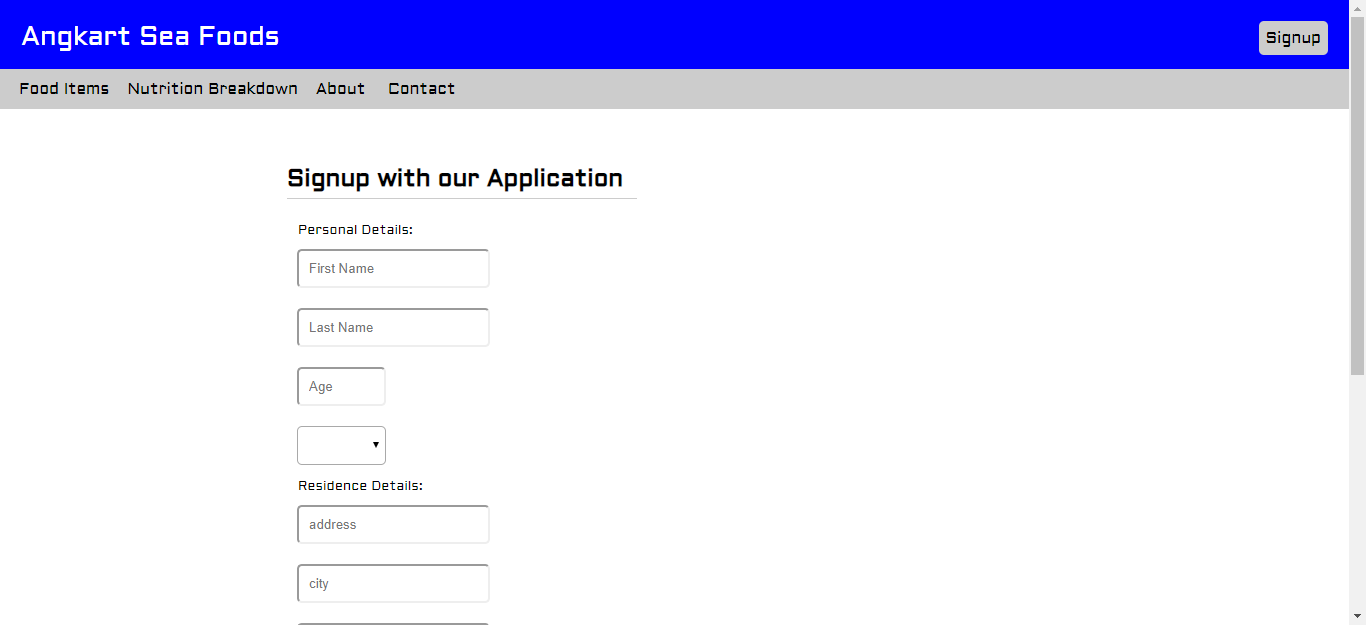 Angkart Sea Foods
Signup
Food Items Nutrition Breakdown About Contact
Signup with our Application
Personal Details:
First Name
Last Name
Age
Residence Details:
address
city